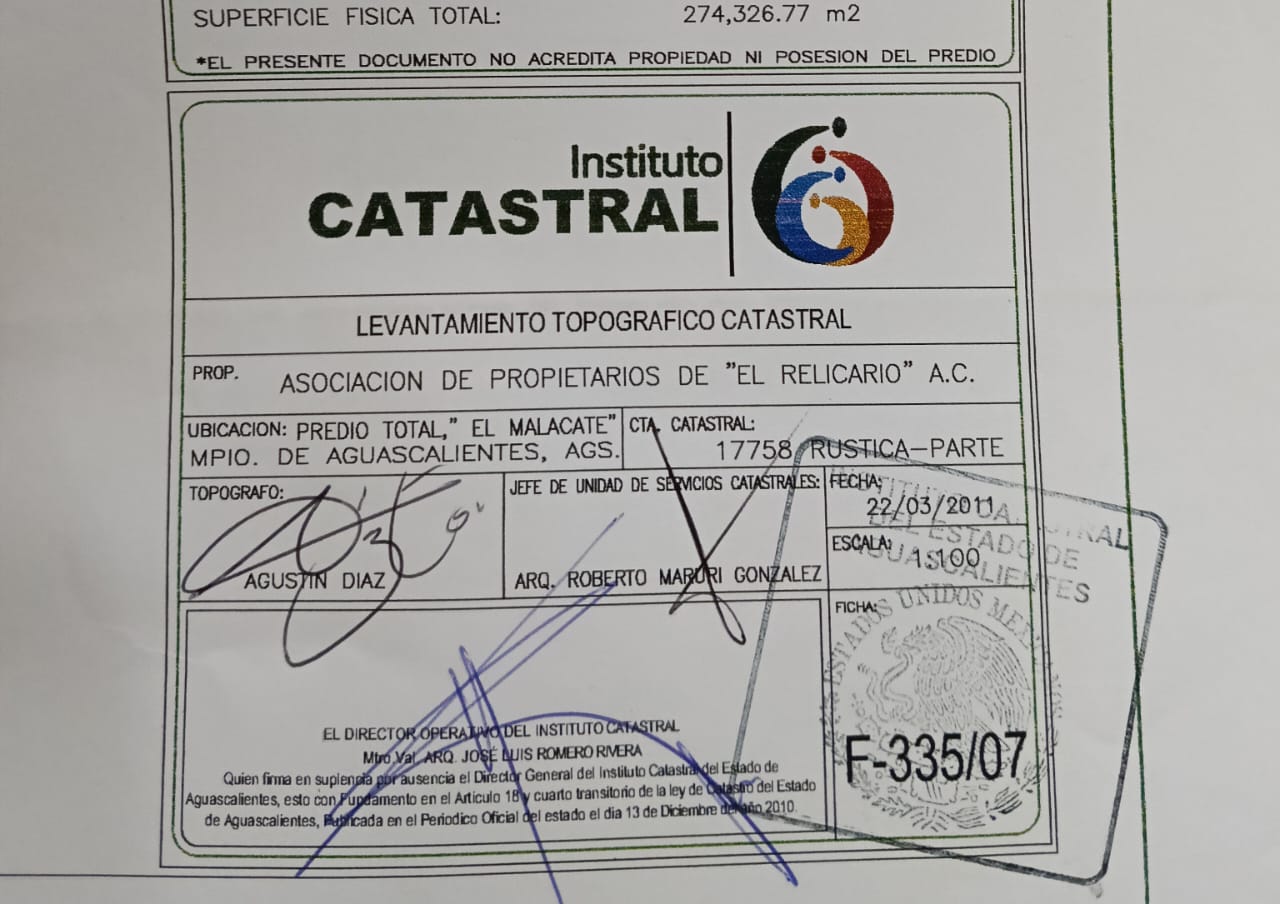 SUPERFICIE FISICA TOTAL: 274,326.77 m2
*EL PRESENTE DOCUMENTO NO ACREDITA PROPIEDAD NI POSESION DEL PREDIO
Instituto
CATASTRAL
LEVANTAMIENTO TOPOGRAFICO CATASTRAL
PROP. ASOCIACION DE PROPIETARIOS DE "EL RELICARIO" A.C.
UBICACION: PREDIO TOTAL," EL MALACATE"
MPIO. DE AGUASCALIENTES, AGS.
CTA. CATASTRAL:
17758 RUSTICA-PARTE
TOPOGRAFO:
AGUSTIN DIAZ
JEFE DE UNIDAD DE SERVICIOS CATASTRALES:
ARQ. ROBERTO MARURI GONZALEZ
FECHA:
22/03/2011
ESCALA:
1:5100
FICHA:
F-335/07
INSTITUTO CATASTRAL
DEL ESTADO DE
AGUASCALIENTES
ESTADOS UNIDOS MEXICANOS
EL DIRECTOR OPERATIVO DEL INSTITUTO CATASTRAL
Mtro.Val. ARQ. JOSÉ LUIS ROMERO RIVERA
Quien firma en suplencia por ausencia el Director General del Instituto Catastral del Estado de
Aguascalientes, esto con Fundamento en el Articulo 18 y cuarto transitorio de la ley de Catastro del Estado
de Aguascalientes, Publicada en el Periodico Oficial del estado el dia 13 de Diciembre del año 2010.